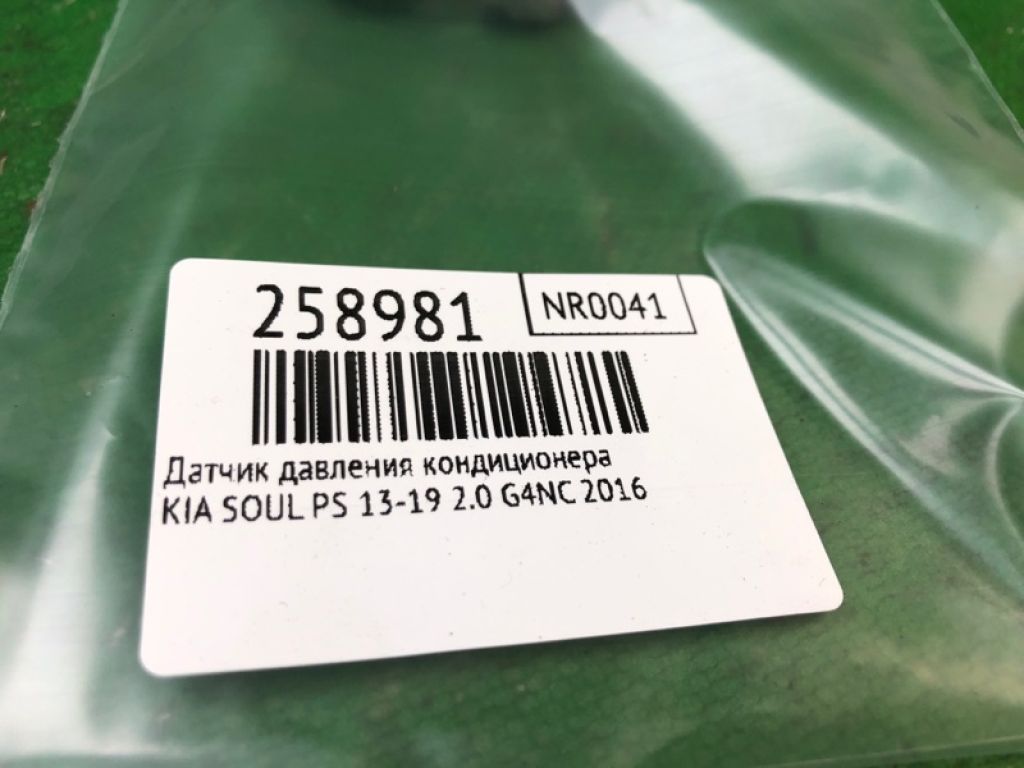 258981
NR0041
Датчик давления кондиционера
KIA SOUL PS 13-19 2.0 G4NC 2016